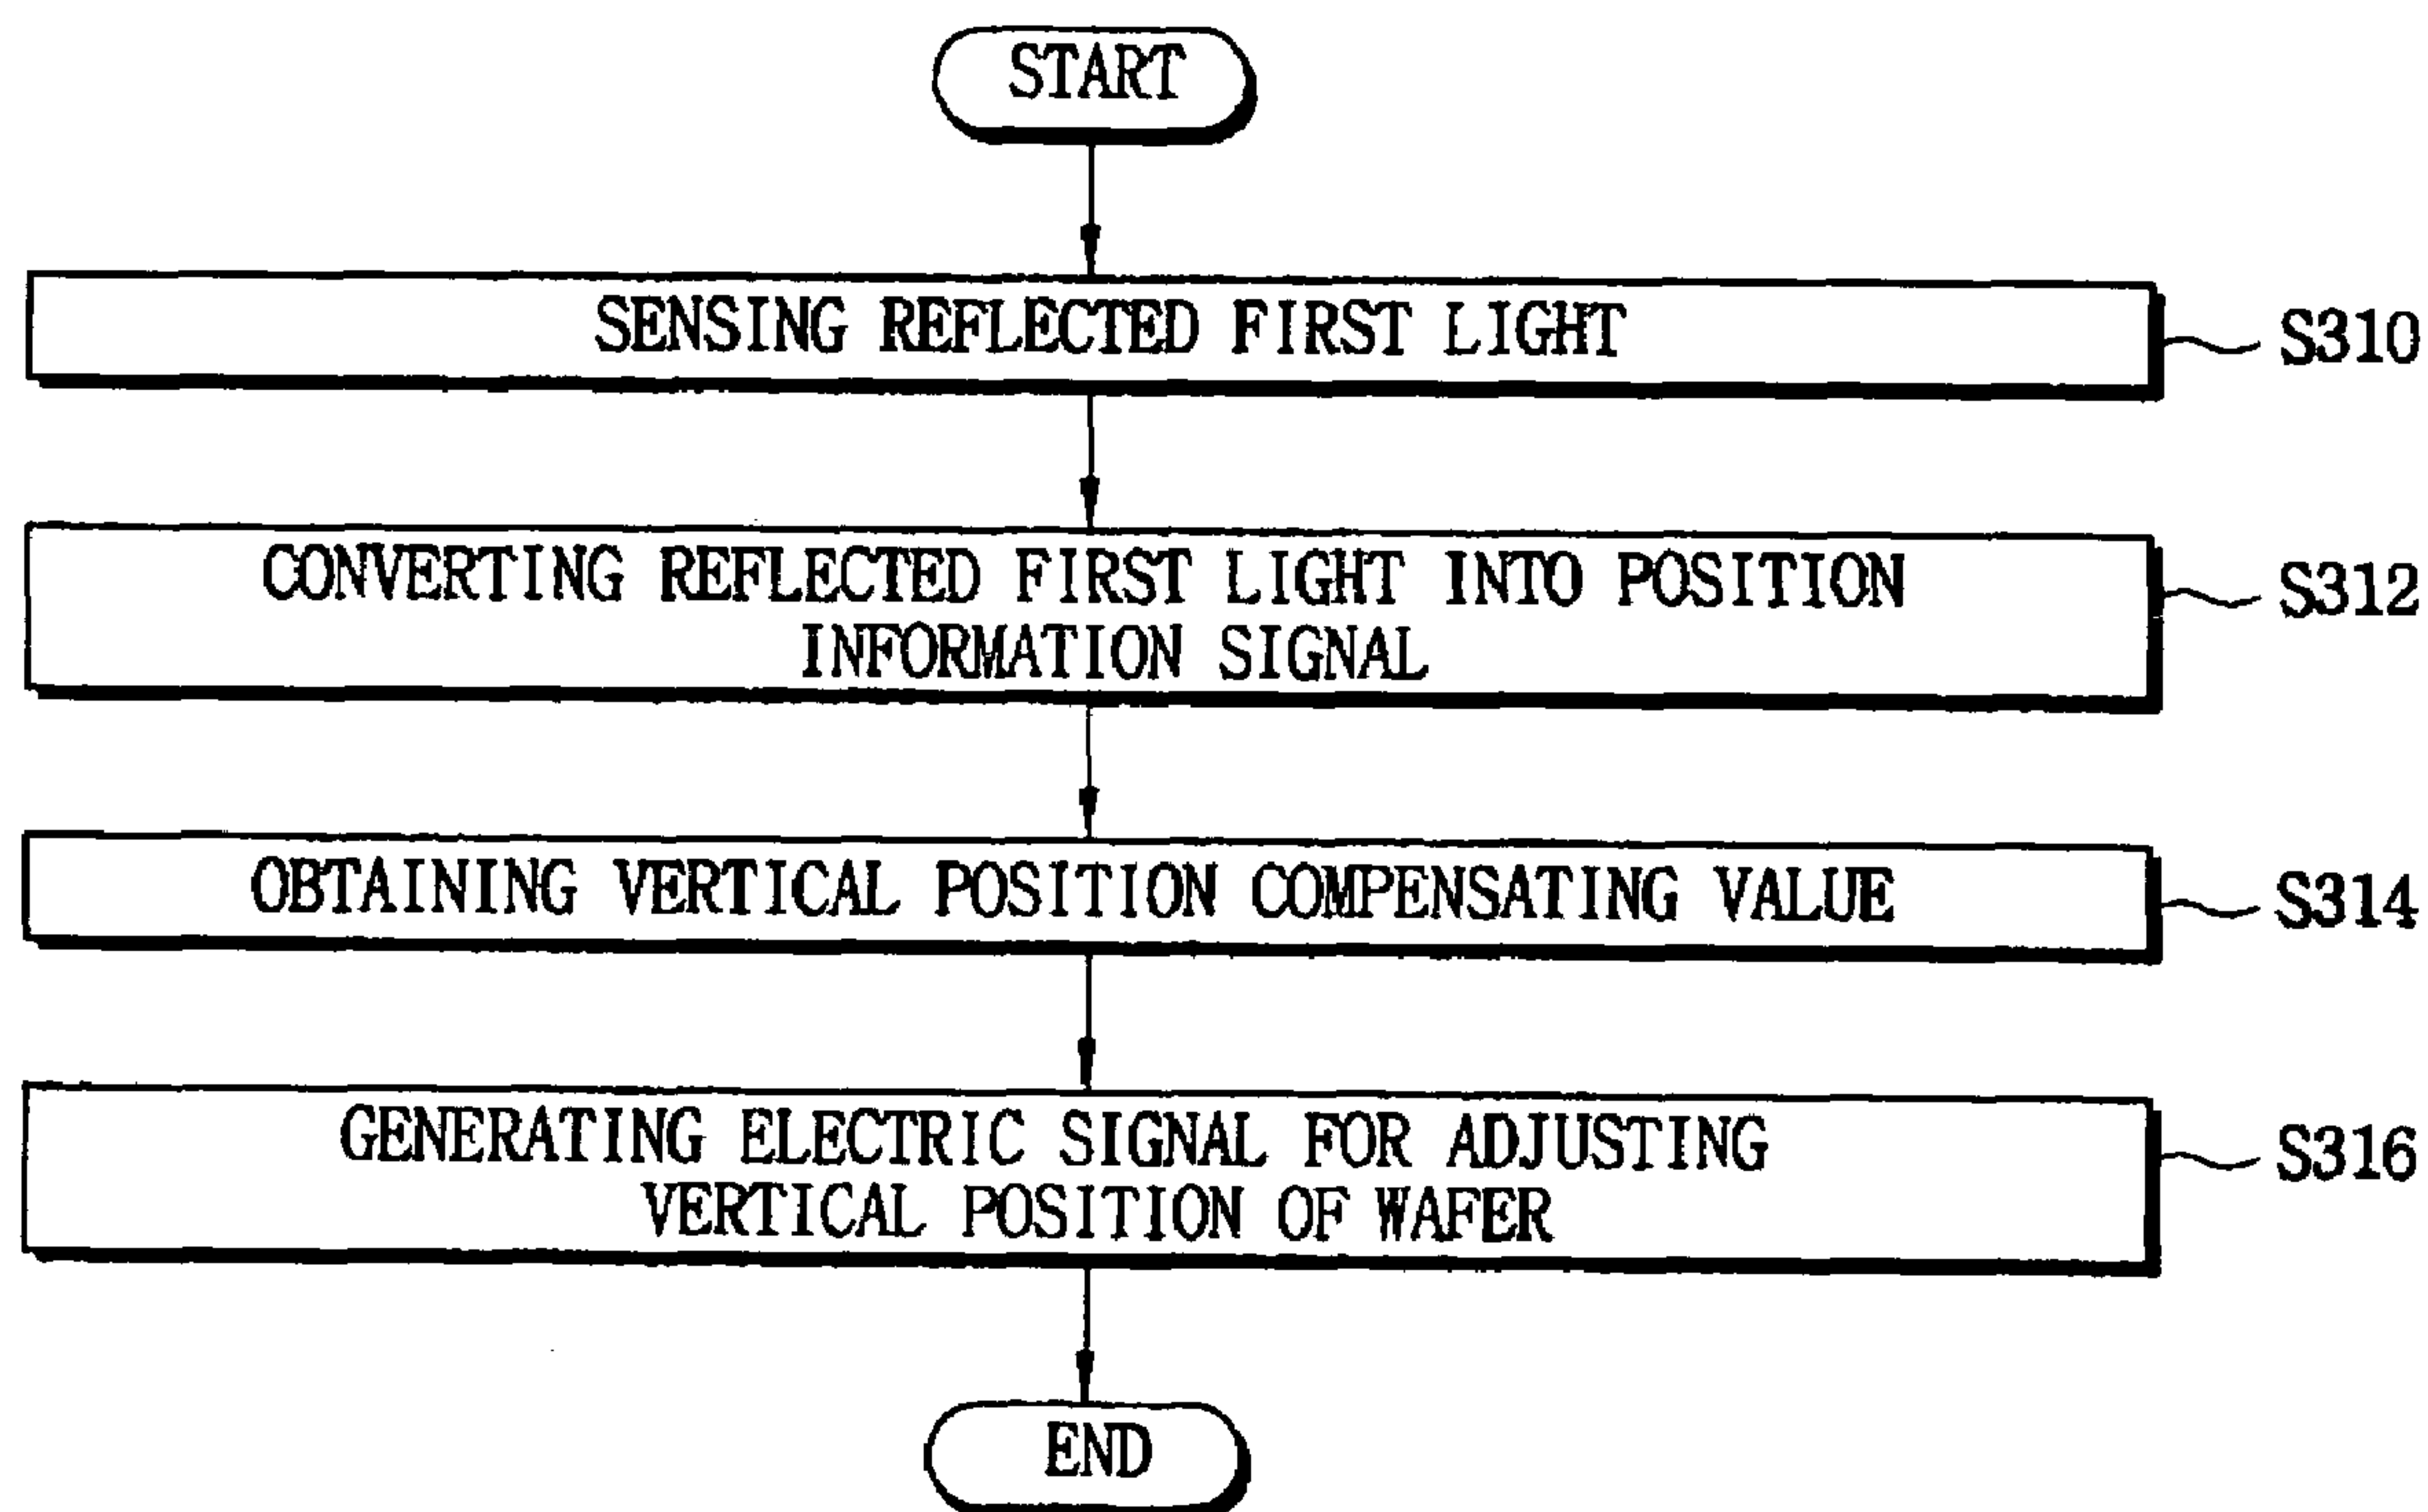 START
SENSING REFLECTED FIRST LIGHT
S310
CONVERTING REFLECTED FIRST LIGHT INTO POSITION
INFORMATION SIGNAL
S312
OBTAINING VERTICAL POSITION COMPENSATING VALUE
S314
GENERATING ELECTRIC SIGNAL FOR ADJUSTING
VERTICAL POSITION OF WAFER
S316
END